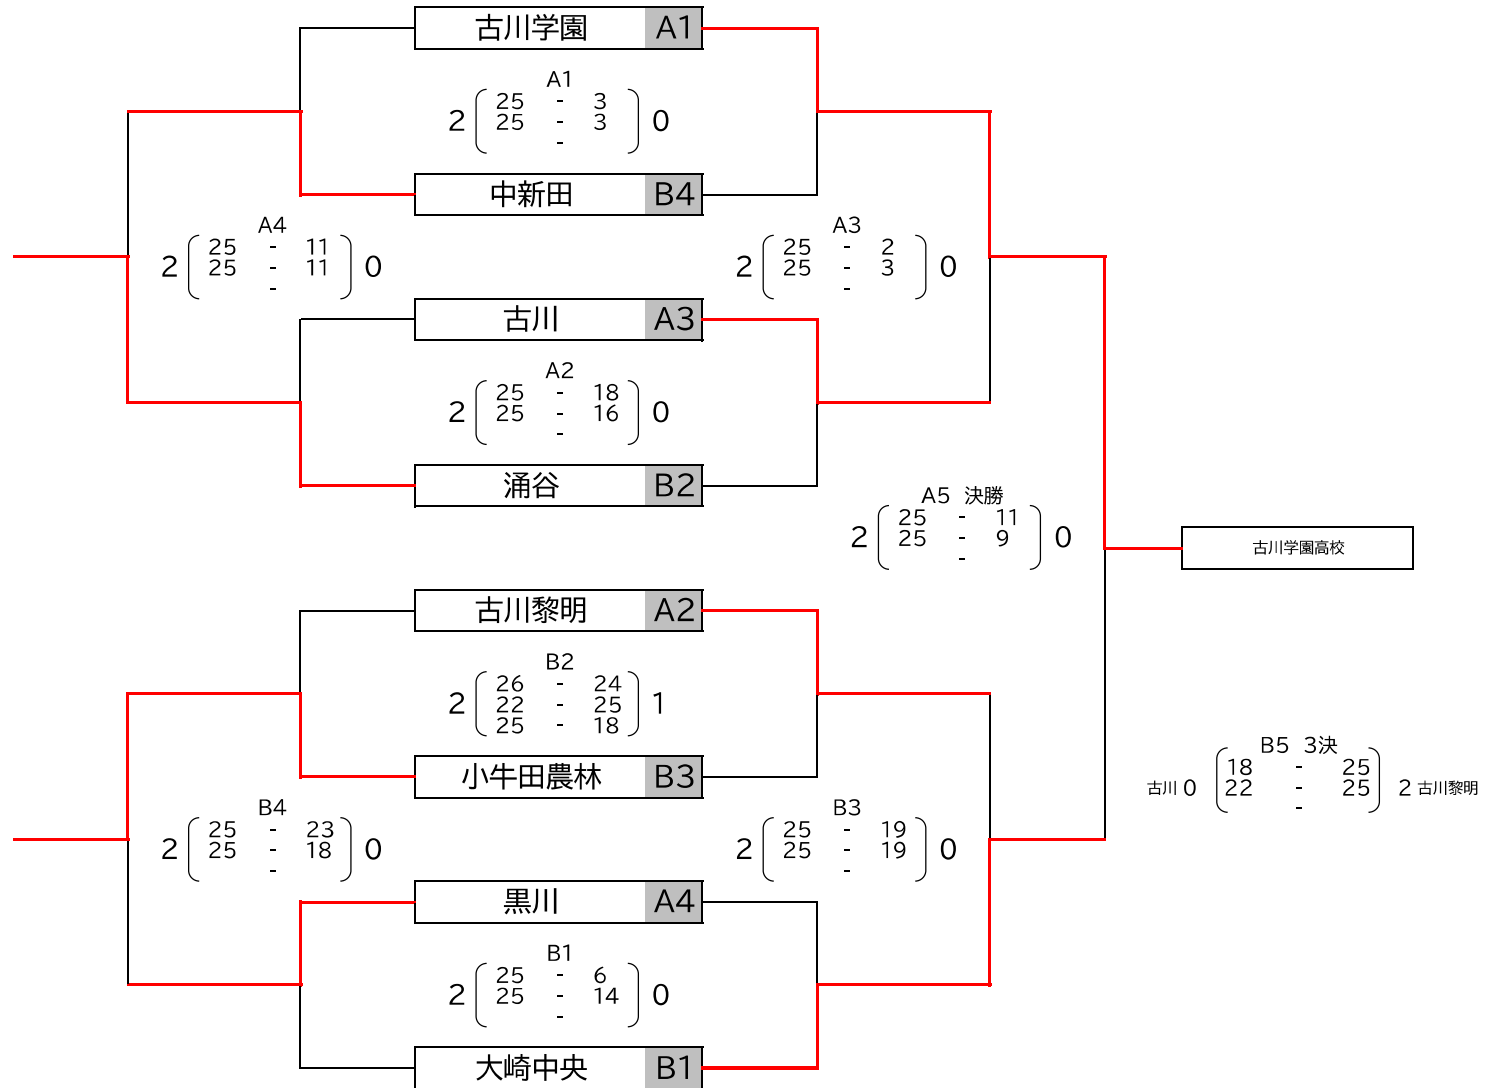 古川学園 A1
A1
2 25 - 3 0
25 - 3
-
中新田 B4
A4
2 25 - 11 0
25 - 11
-
A3
2 25 - 2 0
25 - 3
-
古川 A3
A2
2 25 - 18 0
25 - 16
-
涌谷 B2
A5 決勝
2 25 - 11 0
25 - 9
-
古川学園高校
古川黎明 A2
B2
2 26 - 24 1
22 - 25
25 - 18
小牛田農林 B3
B5 3決
18 - 25
古川 0 22 - 25 2 古川黎明
-
B4
2 25 - 23 0
25 - 18
-
B3
2 25 - 19 0
25 - 19
-
黒川 A4
B1
2 25 - 6 0
25 - 14
-
大崎中央 B1